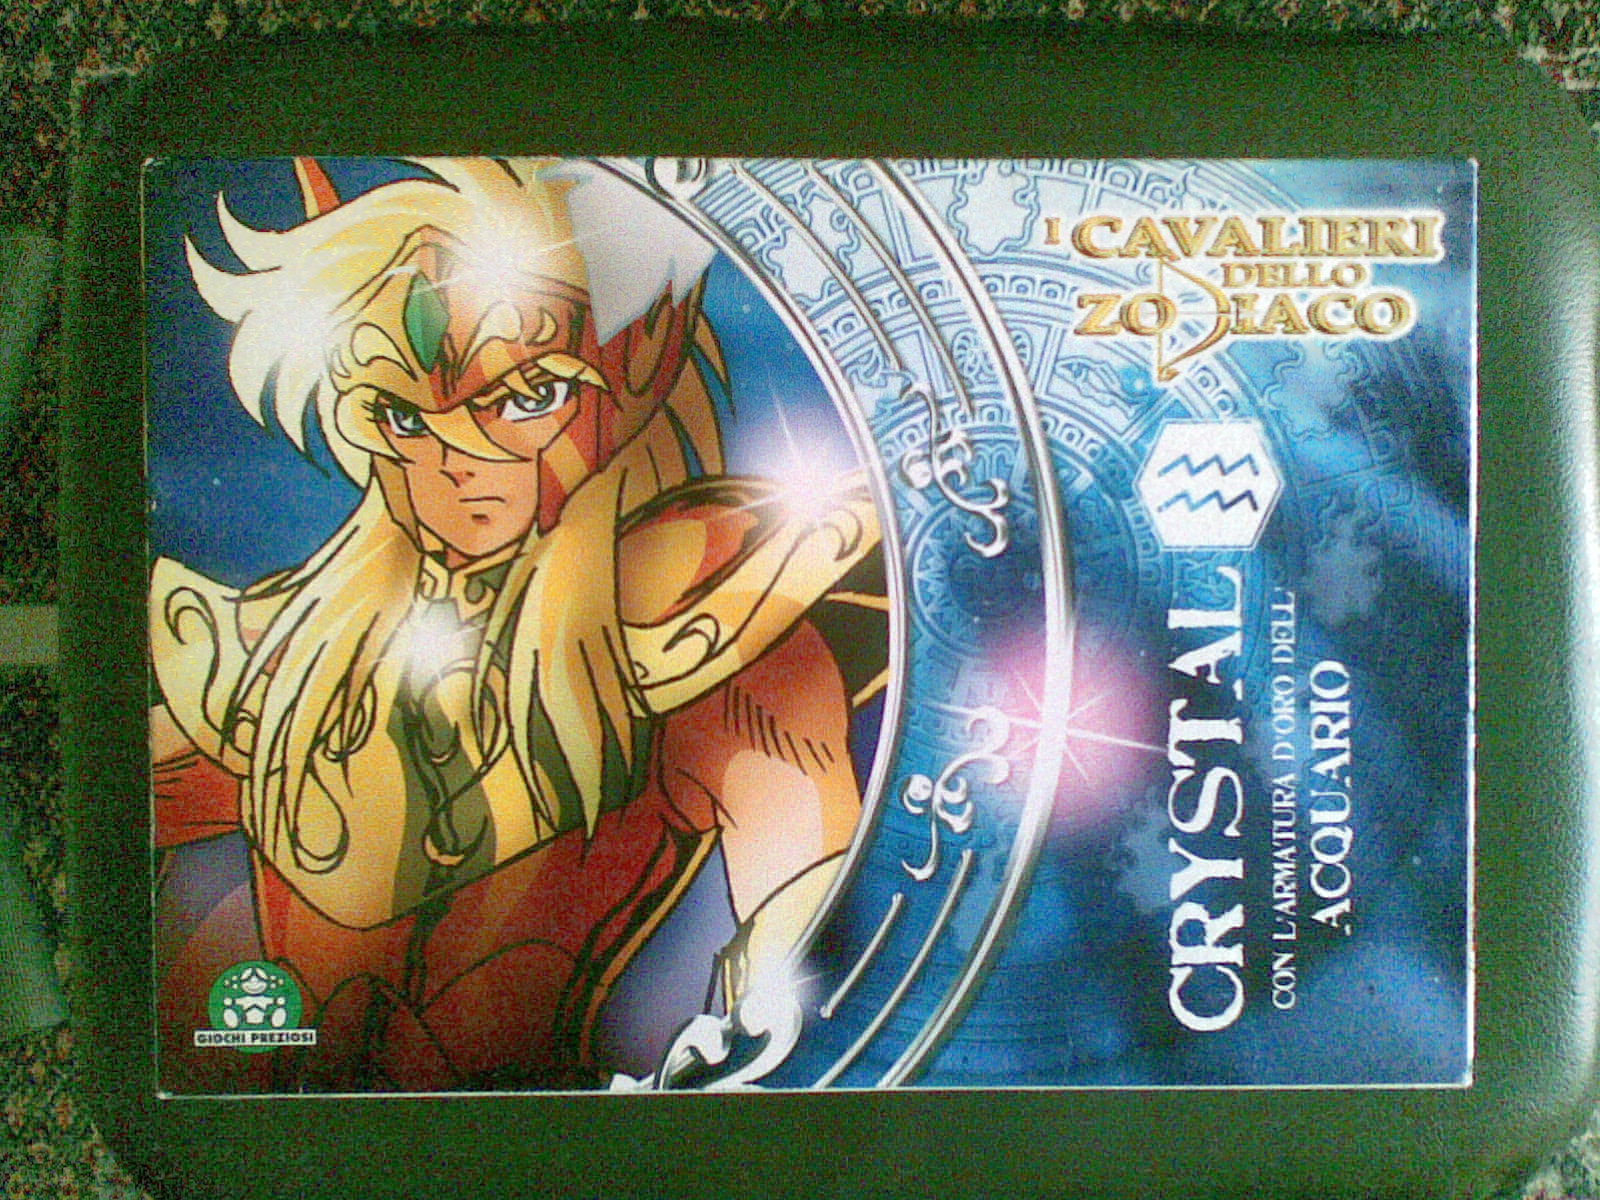 I CAVALIERI
DELLO
ZODIACO
CRYSTAL
CON L'ARMATURA D'ORO DELL'
ACQUARIO
GIOCHI PREZIOSI